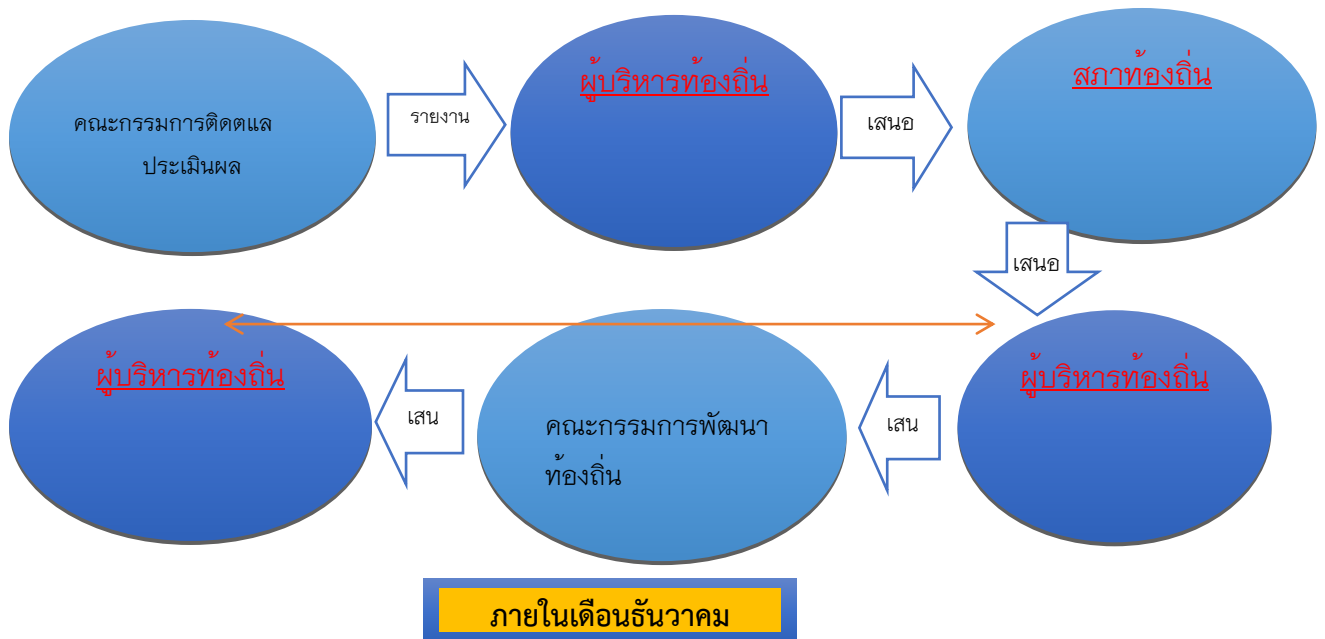 คณะกรรมการติดตแล
ประเมินผล
รายงาน
ผู้บริหารท้องถิ่น
เสนอ
สภาท้องถิ่น
เสนอ
ผู้บริหารท้องถิ่น
เสน
คณะกรรมการพัฒนา
ท้องถิ่น
เสน
ผู้บริหารท้องถิ่น
ภายในเดือนธันวาคม